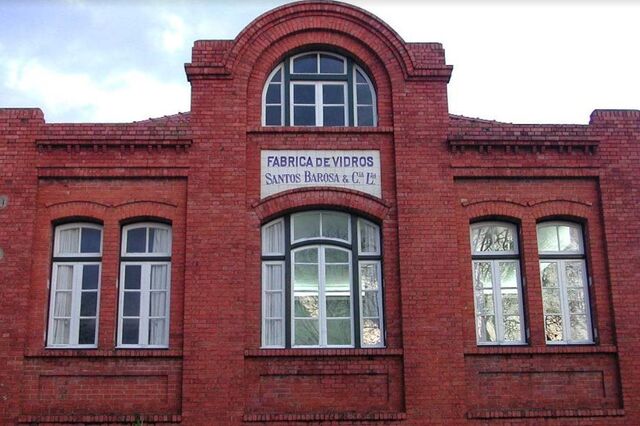 FABRICA DE VIDROS
SANTOS BAROSA & C.IA L.DA